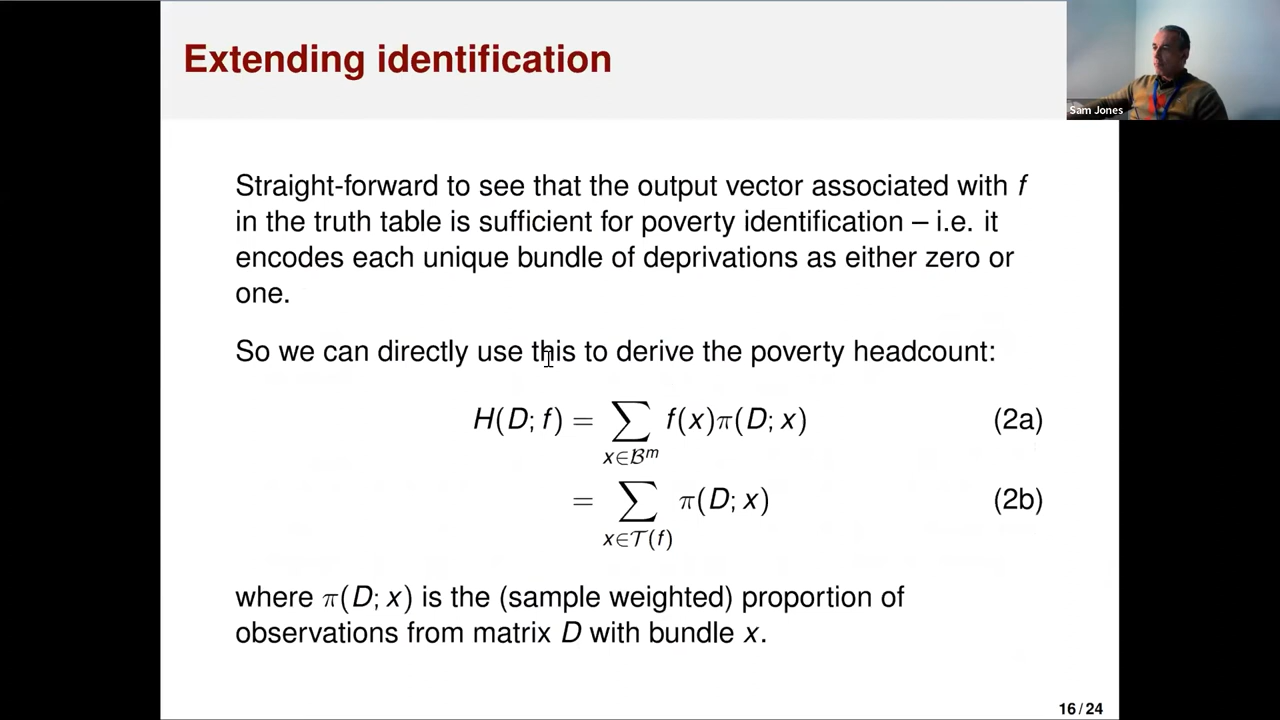 Extending identification
Sam Jones
Straight-forward to see that the output vector associated with f
in the truth table is sufficient for poverty identification – i.e. it
encodes each unique bundle of deprivations as either zero or
one.
So we can directly use this to derive the poverty headcount:
H(D; f) = ∑ f(x)π(D; x) (2a)
x∈ℬᵐ
= ∑ π(D; x) (2b)
x∈𝒯(f)
where π(D; x) is the (sample weighted) proportion of
observations from matrix D with bundle x.
16 / 24